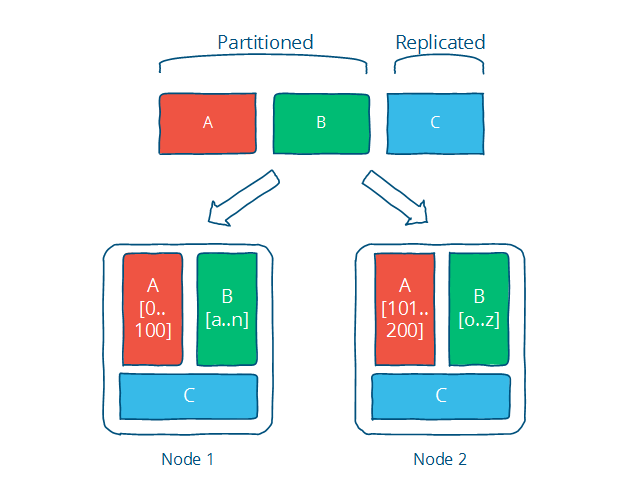 Partitioned
Replicated
A
B
C
A
[0..
100]
B
[a..n]
C
Node 1
A
[101..
200]
B
[o..z]
C
Node 2